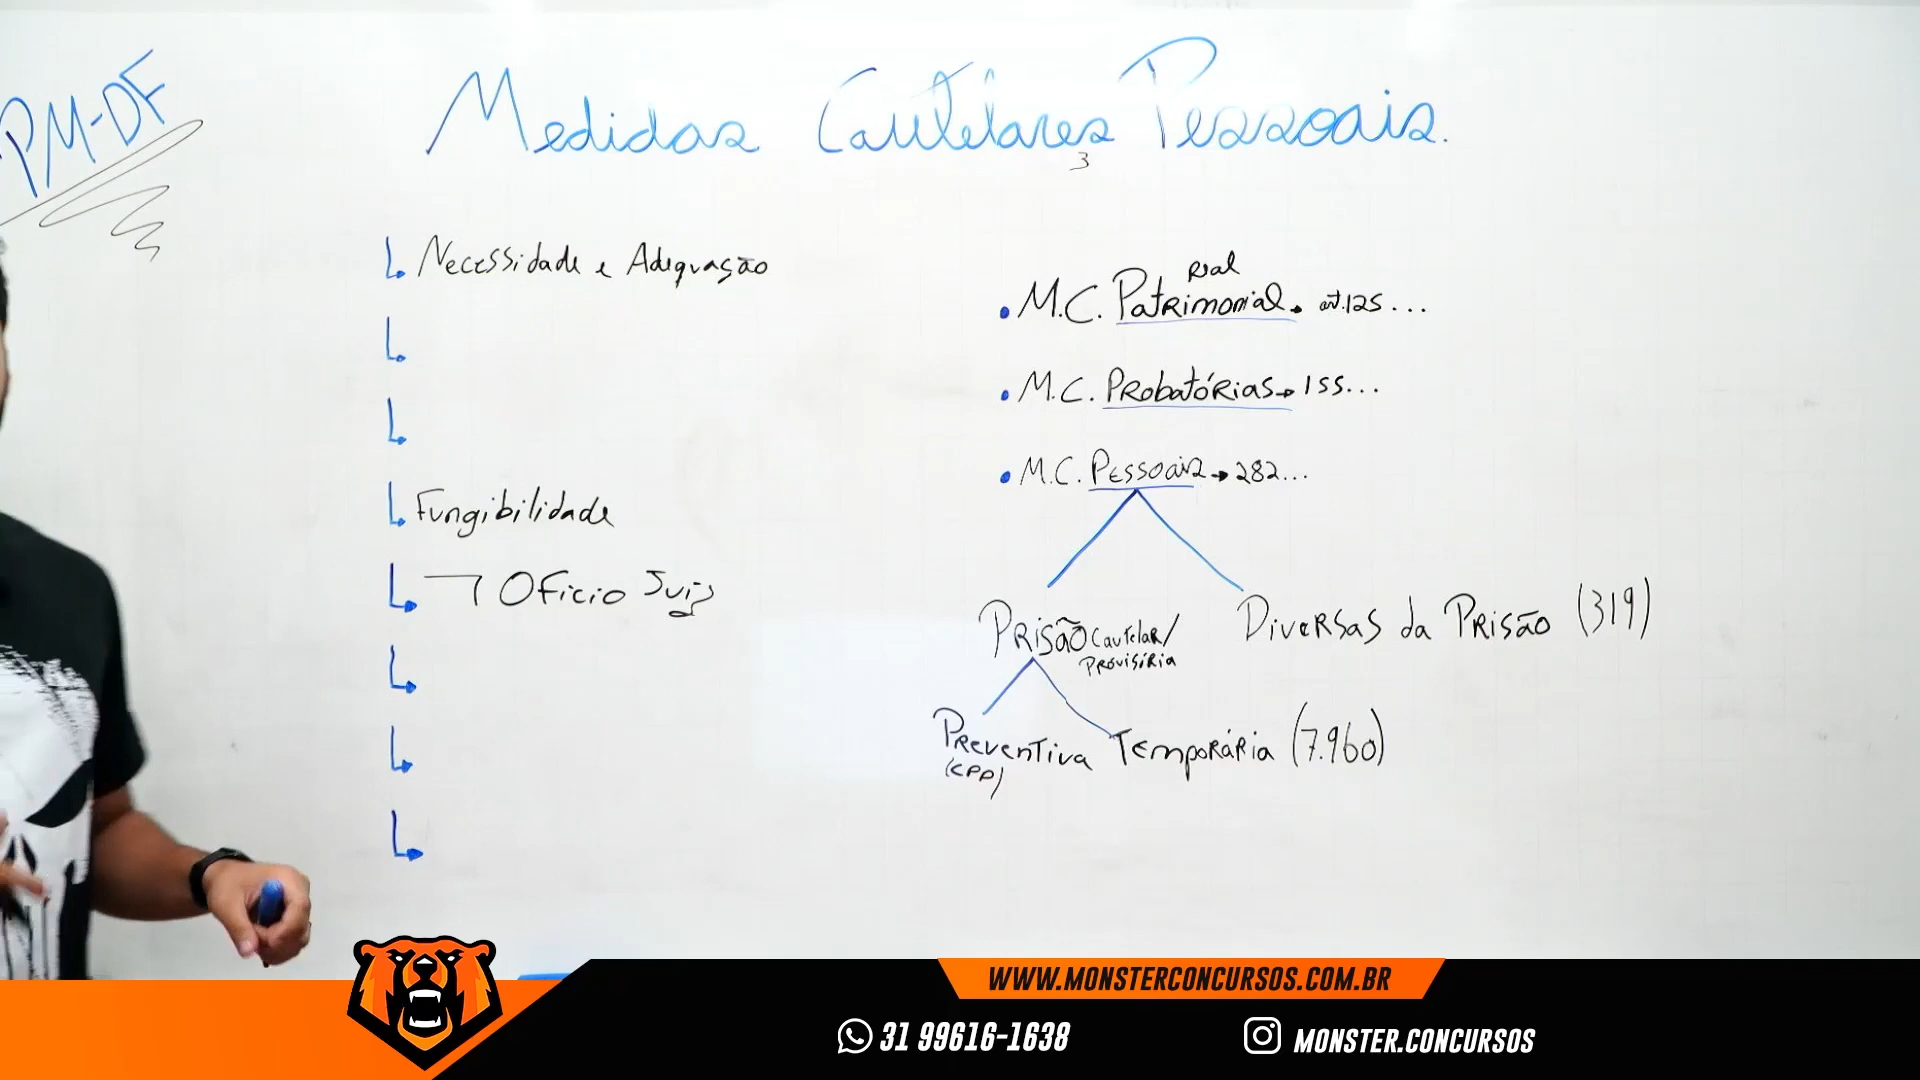 PM-DF
Medidas Cautelares Pessoais.
3
Necessidade e Adequação
Fungibilidade
¬ Ofício Juiz
real
• M.C. Patrimonial → art.125...
• M.C. Probatórias → 155...
• M.C. Pessoais → 282...
Prisão Cautelar/
Provisória
Diversas da Prisão (319)
Preventiva
(CPP)
Temporária (7.960)
WWW.MONSTERCONCURSOS.COM.BR
31 99616-1638
MONSTER.CONCURSOS